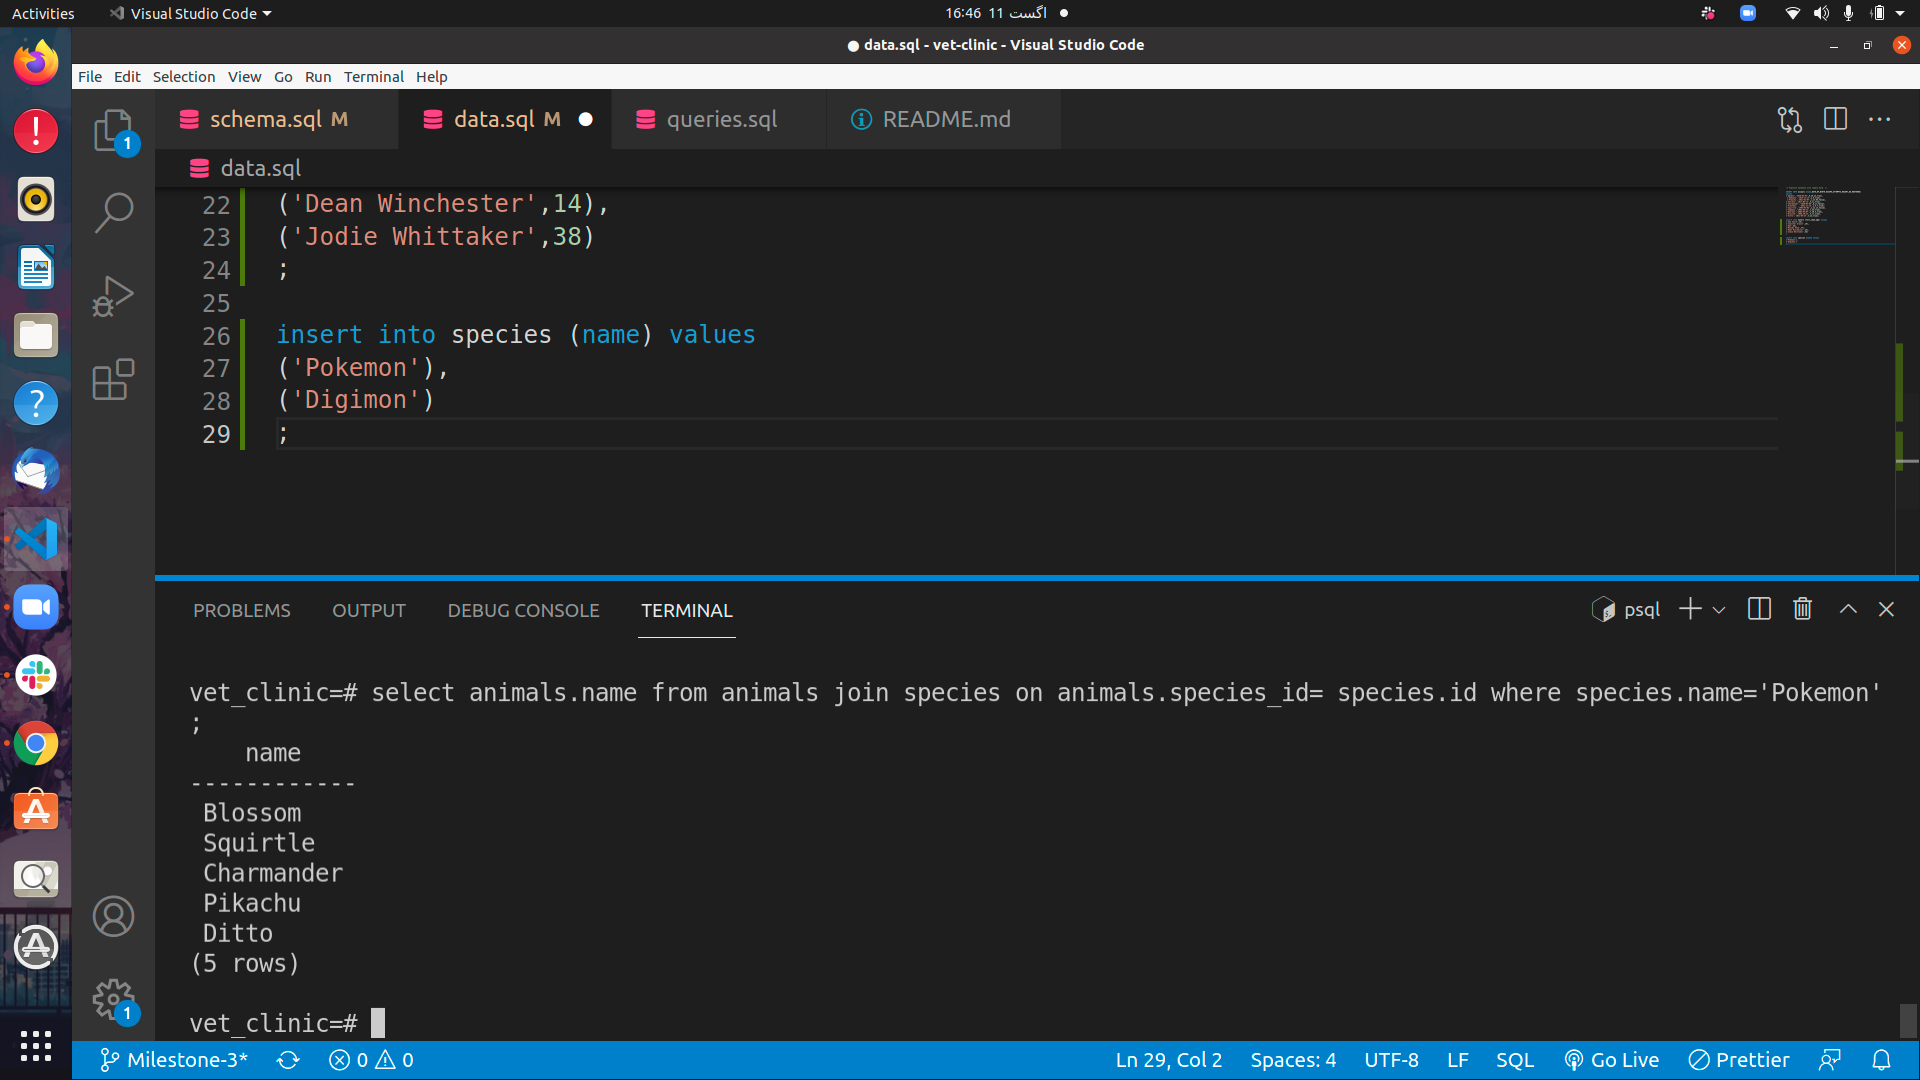 Activities
Visual Studio Code
16:46 11 اگست
data.sql - vet-clinic - Visual Studio Code
File Edit Selection View Go Run Terminal Help
schema.sql M
data.sql M
queries.sql
README.md
1
data.sql
22 ('Dean Winchester',14),
23 ('Jodie Whittaker',38)
24 ;
25
26 insert into species (name) values
27 ('Pokemon'),
28 ('Digimon')
29 ;
PROBLEMS OUTPUT DEBUG CONSOLE TERMINAL
psql
vet_clinic=# select animals.name from animals join species on animals.species_id= species.id where species.name='Pokemon'
;
name
------------
Blossom
Squirtle
Charmander
Pikachu
Ditto
(5 rows)
vet_clinic=#
1
Milestone-3* 0 0
Ln 29, Col 2 Spaces: 4 UTF-8 LF SQL Go Live Prettier